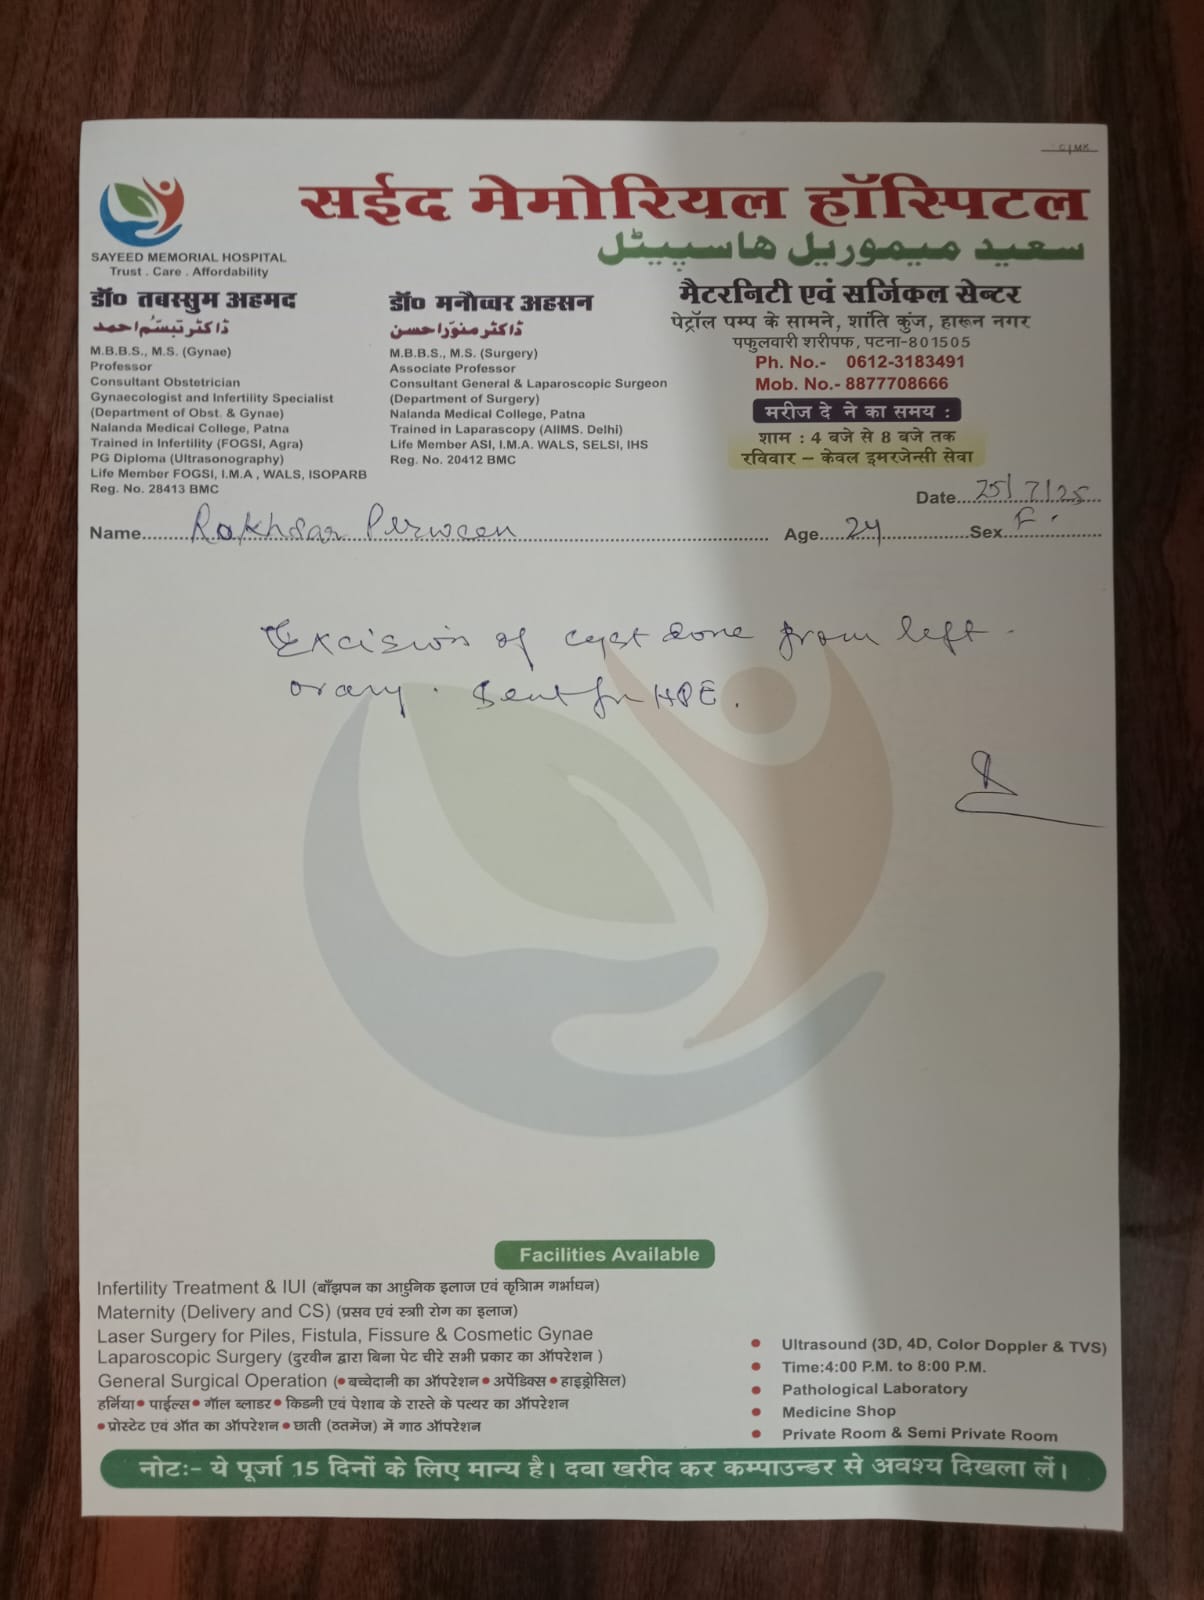 सईद मेमोरियल हॉस्पिटल
سعید میموریل ہاسپیٹل
SAYEED MEMORIAL HOSPITAL
Trust . Care . Affordability
डॉ० तबस्सुम अहमद
ڈاکٹر تبسّم احمد
M.B.B.S., M.S. (Gynae)
Professor
Consultant Obstetrician
Gynaecologist and Infertility Specialist
(Department of Obst. & Gynae)
Nalanda Medical College, Patna
Trained in Infertility (FOGSI, Agra)
PG Diploma (Ultrasonography)
Life Member FOGSI, I.M.A , WALS, ISOPARB
Reg. No. 28413 BMC
डॉ० मनौव्वर अहसन
ڈاکٹر منوّر احسن
M.B.B.S., M.S. (Surgery)
Associate Professor
Consultant General & Laparoscopic Surgeon
(Department of Surgery)
Nalanda Medical College, Patna
Trained in Laparascopy (AIIMS. Delhi)
Life Member ASI, I.M.A. WALS, SELSI, IHS
Reg. No. 20412 BMC
मैटरनिटी एवं सर्जिकल सेन्टर
पेट्रॉल पम्प के सामने, शांति कुंज, हारून नगर
पफुलवारी शरीपफ, पटना-801505
Ph. No.- 0612-3183491
Mob. No.- 8877708666
मरीज दे ने का समय :
शाम : 4 बजे से 8 बजे तक
रविवार – केवल इमरजेन्सी सेवा
Date....25/7/25....
Name....Rakhsar Perween.... Age....24....Sex....F.
Excision of cyst done from left
ovary. Sent for HPE.
Facilities Available
Infertility Treatment & IUI (बाँझपन का आधुनिक इलाज एवं कृत्रिाम गर्भाधन)
Maternity (Delivery and CS) (प्रसव एवं स्त्राी रोग का इलाज)
Laser Surgery for Piles, Fistula, Fissure & Cosmetic Gynae
Laparoscopic Surgery (दुरवीन द्वारा बिना पेट चीरे सभी प्रकार का ऑपरेशन )
General Surgical Operation (• बच्चेदानी का ऑपरेशन • अपेंडिक्स • हाइड्रोसिल)
हर्निया • पाईल्स • गॉल ब्लाडर • किडनी एवं पेशाब के रास्ते के पत्थर का ऑपरेशन
• प्रोस्टेट एवं ऑत का ऑपरेशन • छाती (ठतमेंज) में गाठ ऑपरेशन
• Ultrasound (3D, 4D, Color Doppler & TVS)
• Time:4:00 P.M. to 8:00 P.M.
• Pathological Laboratory
• Medicine Shop
• Private Room & Semi Private Room
नोटः- ये पूर्जा 15 दिनों के लिए मान्य है। दवा खरीद कर कम्पाउन्डर से अवश्य दिखला लें।